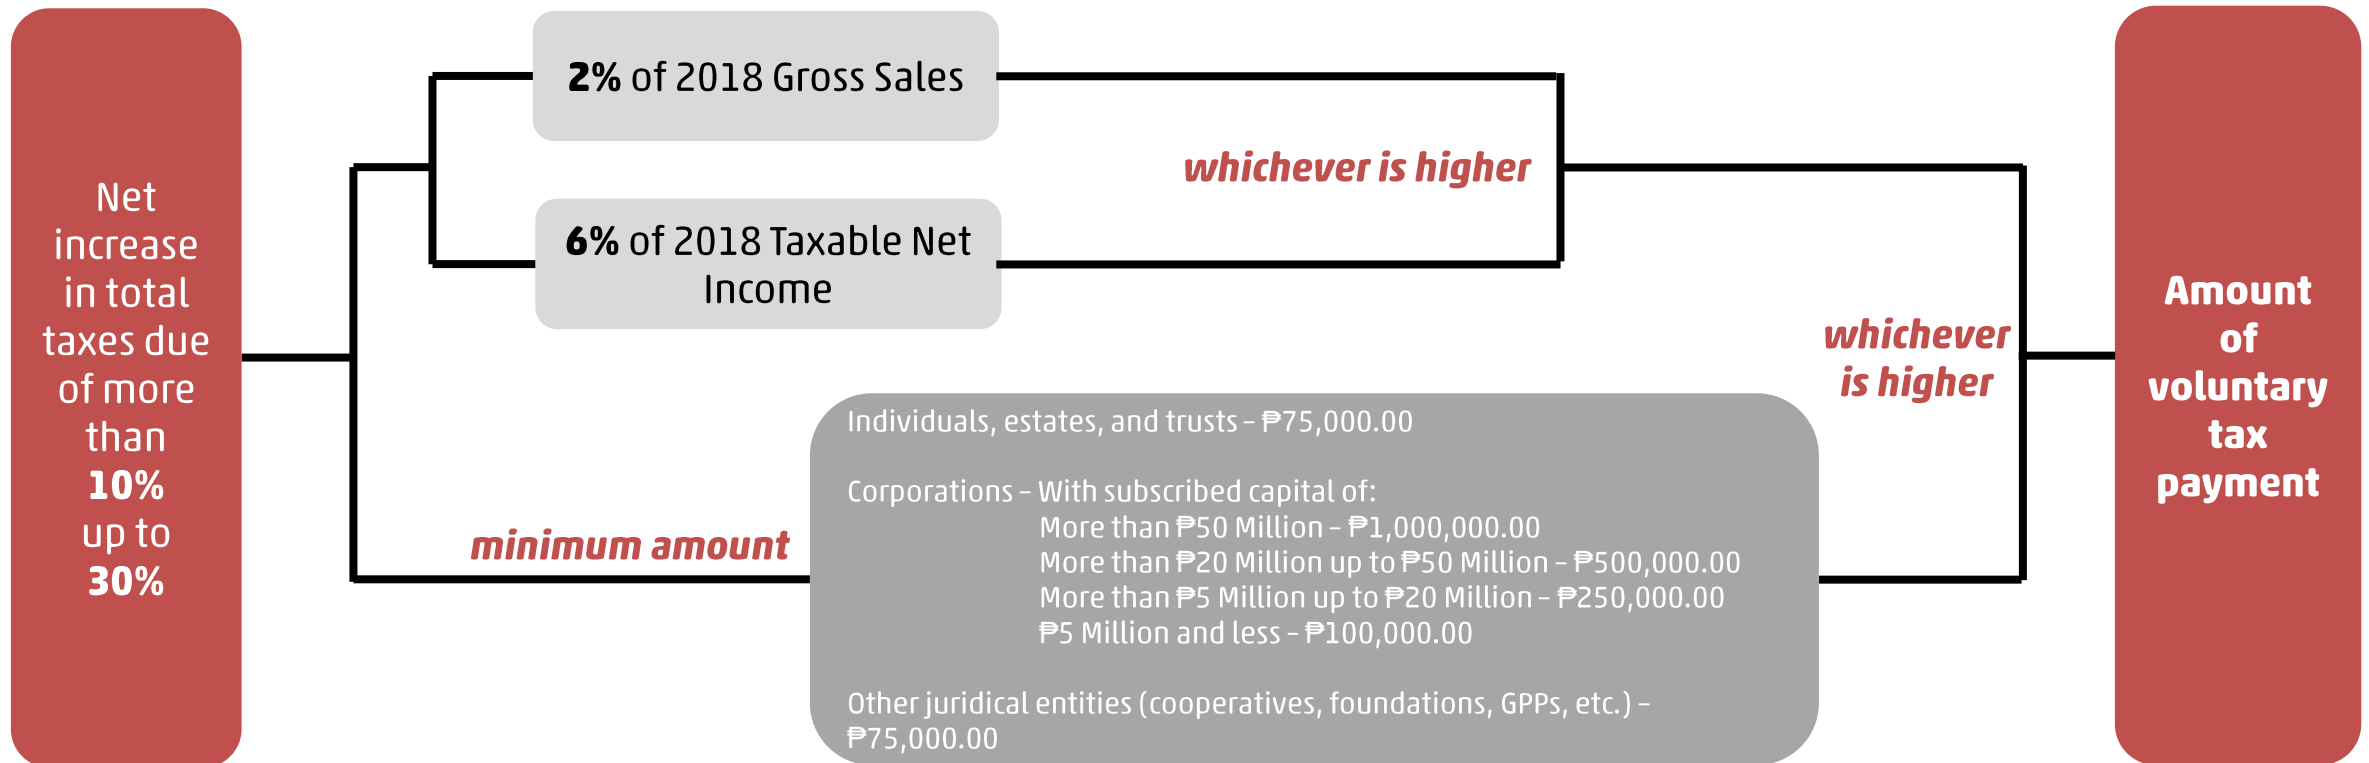 Net
increase
in total
taxes due
of more
than
10%
up to
30%
2% of 2018 Gross Sales
whichever is higher
6% of 2018 Taxable Net
Income
whichever
is higher
minimum amount
Individuals, estates, and trusts – ₱75,000.00
Corporations – With subscribed capital of:
More than ₱50 Million – ₱1,000,000.00
More than ₱20 Million up to ₱50 Million – ₱500,000.00
More than ₱5 Million up to ₱20 Million – ₱250,000.00
₱5 Million and less – ₱100,000.00
Other juridical entities (cooperatives, foundations, GPPs, etc.) –
₱75,000.00
Amount
of
voluntary
tax
payment